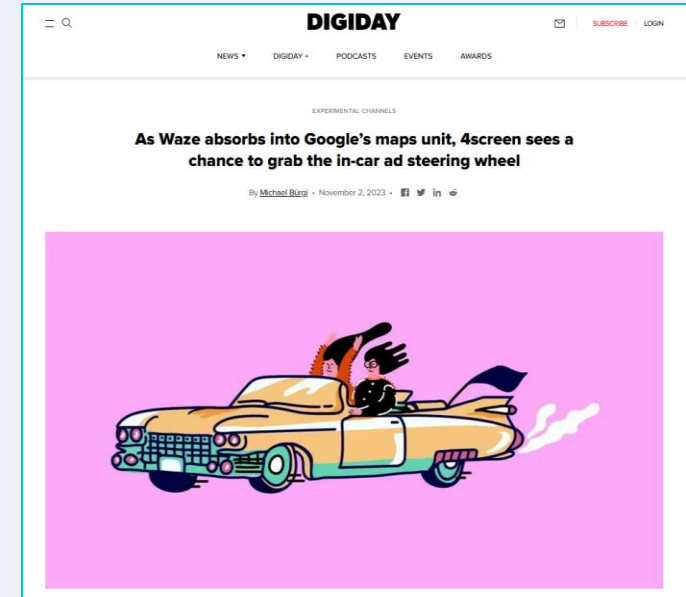 DIGIDAY
SUBSCRIBE LOGIN
NEWS DIGIDAY + PODCASTS EVENTS AWARDS
EXPERIMENTAL CHANNELS
As Waze absorbs into Google's maps unit, 4screen sees a
chance to grab the in-car ad steering wheel
By Michael Bürgi • November 2, 2023 •